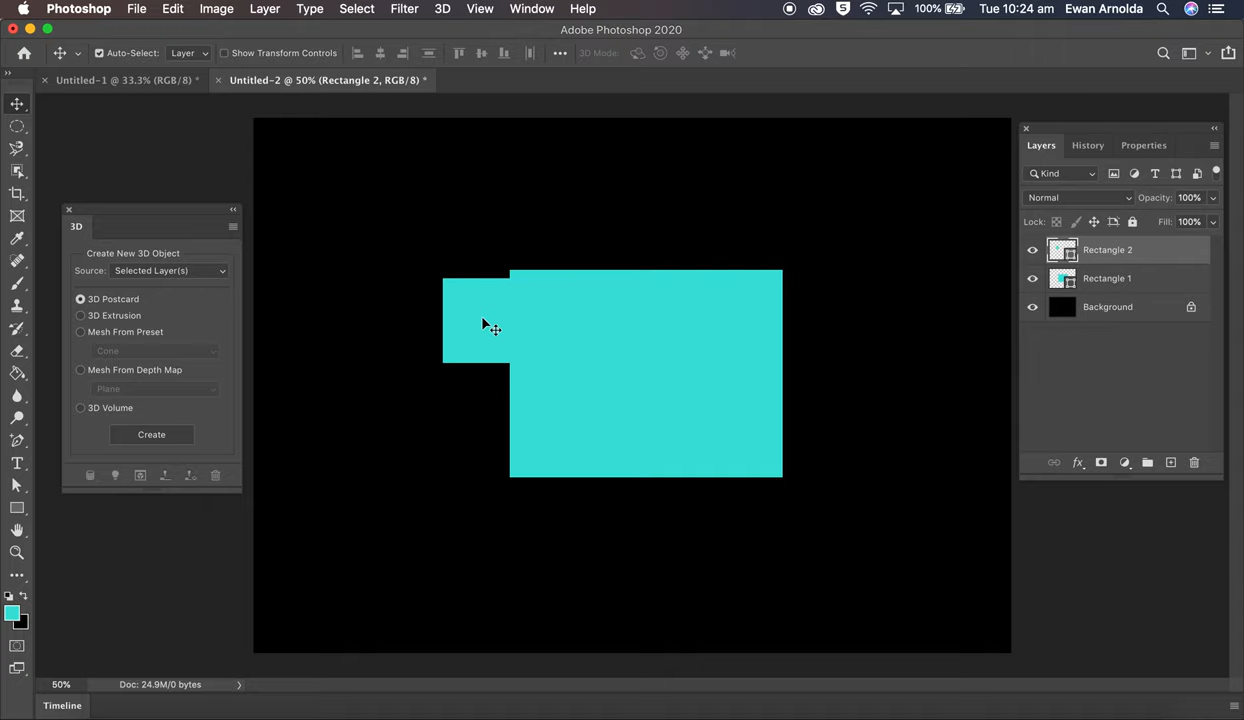 Photoshop File Edit Image Layer Type Select Filter 3D View Window Help 100% Tue 10:24 am Ewan Arnolda
Adobe Photoshop 2020
Auto-Select: Layer Show Transform Controls 3D Mode:
Untitled-1 @ 33.3% (RGB/8) * Untitled-2 @ 50% (Rectangle 2, RGB/8) *
3D
Create New 3D Object
Source: Selected Layer(s)
3D Postcard
3D Extrusion
Mesh From Preset
Cone
Mesh From Depth Map
Plane
3D Volume
Create
Layers History Properties
Kind
Normal Opacity: 100%
Lock: Fill: 100%
Rectangle 2
Rectangle 1
Background
50% Doc: 24.9M/0 bytes
Timeline